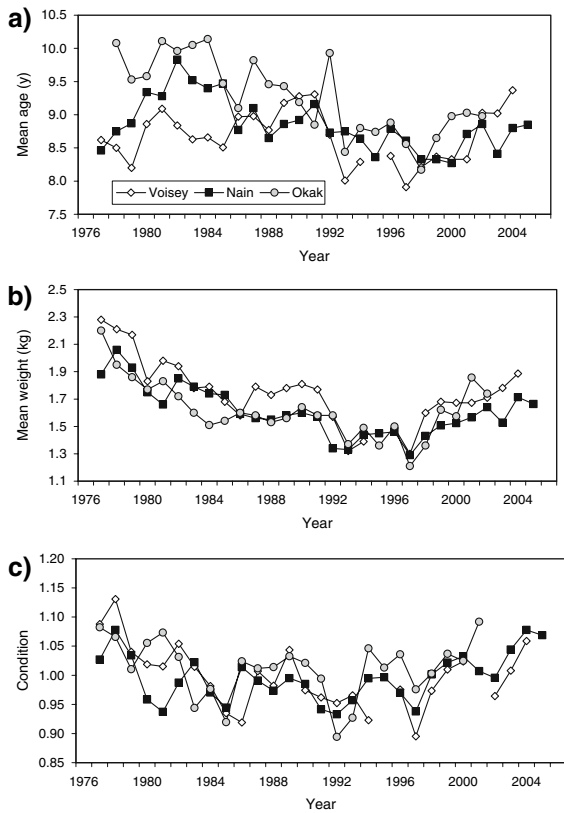 a)
Mean age (y)
10.5
10.0
9.5
9.0
8.5
8.0
7.5
Voisey Nain Okak
1976 1980 1984 1988 1992 1996 2000 2004
Year
b)
Mean weight (kg)
2.5
2.3
2.1
1.9
1.7
1.5
1.3
1.1
1976 1980 1984 1988 1992 1996 2000 2004
Year
c)
Condition
1.20
1.15
1.10
1.05
1.00
0.95
0.90
0.85
1976 1980 1984 1988 1992 1996 2000 2004
Year